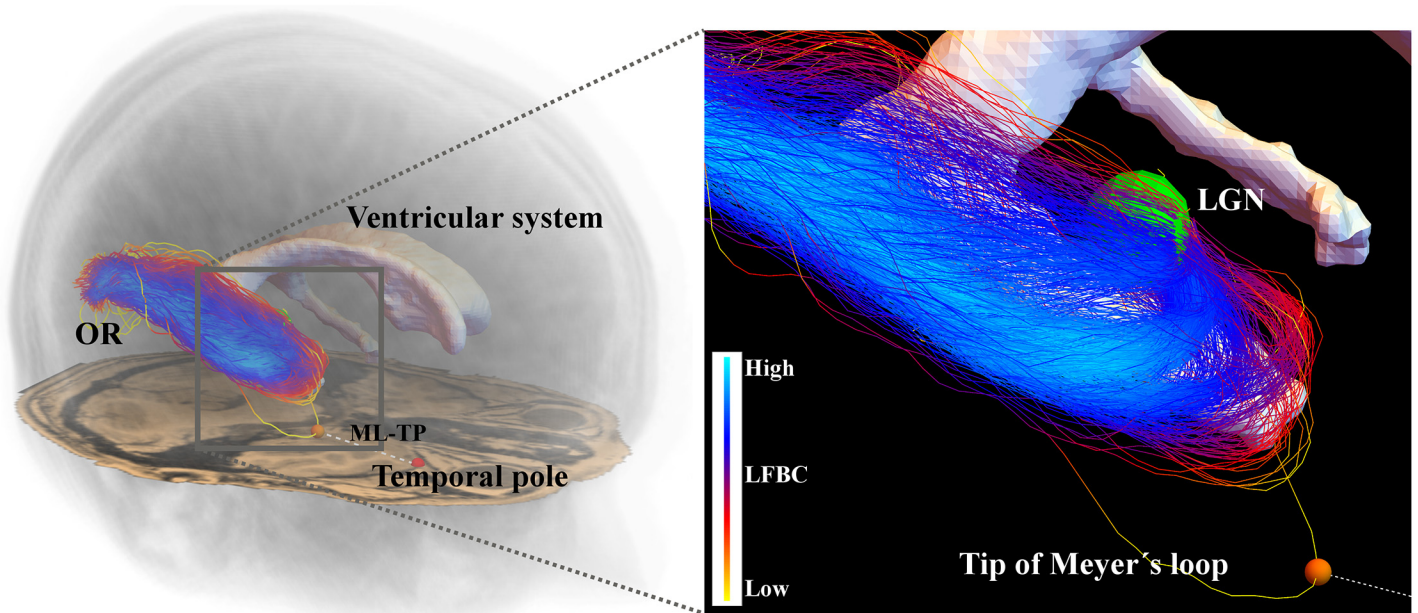 Ventricular system
OR
ML-TP
Temporal pole
LGN
High
LFBC
Low
Tip of Meyer´s loop